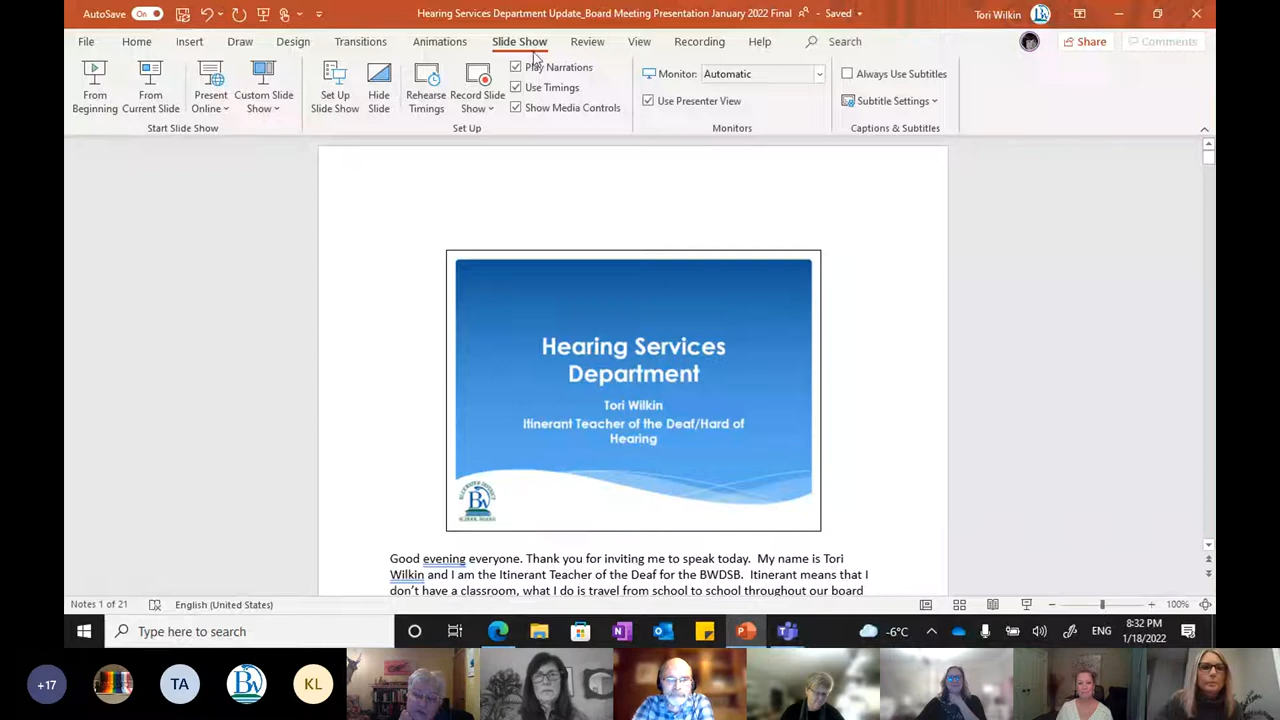 AutoSave On
Hearing Services Department Update_Board Meeting Presentation January 2022 Final
Saved
Tori Wilkin
File
Home
Insert
Draw
Design
Transitions
Animations
Slide Show
Review
View
Recording
Help
Search
Share
Comments
From Beginning
From Current Slide
Present Online
Custom Slide Show
Start Slide Show
Set Up Slide Show
Hide Slide
Rehearse Timings
Record Slide Show
Play Narrations
Use Timings
Show Media Controls
Set Up
Monitor: Automatic
Use Presenter View
Monitors
Always Use Subtitles
Subtitle Settings
Captions & Subtitles
Hearing Services
Department
Tori Wilkin
Itinerant Teacher of the Deaf/Hard of
Hearing
BLUEWATER DISTRICT
SCHOOL BOARD
Good evening everyone. Thank you for inviting me to speak today. My name is Tori
Wilkin and I am the Itinerant Teacher of the Deaf for the BWDSB. Itinerant means that I
don't have a classroom, what I do is travel from school to school throughout our board
Notes 1 of 21
English (United States)
100%
Type here to search
-6°C
ENG
8:32 PM
1/18/2022
+17
TA
KL